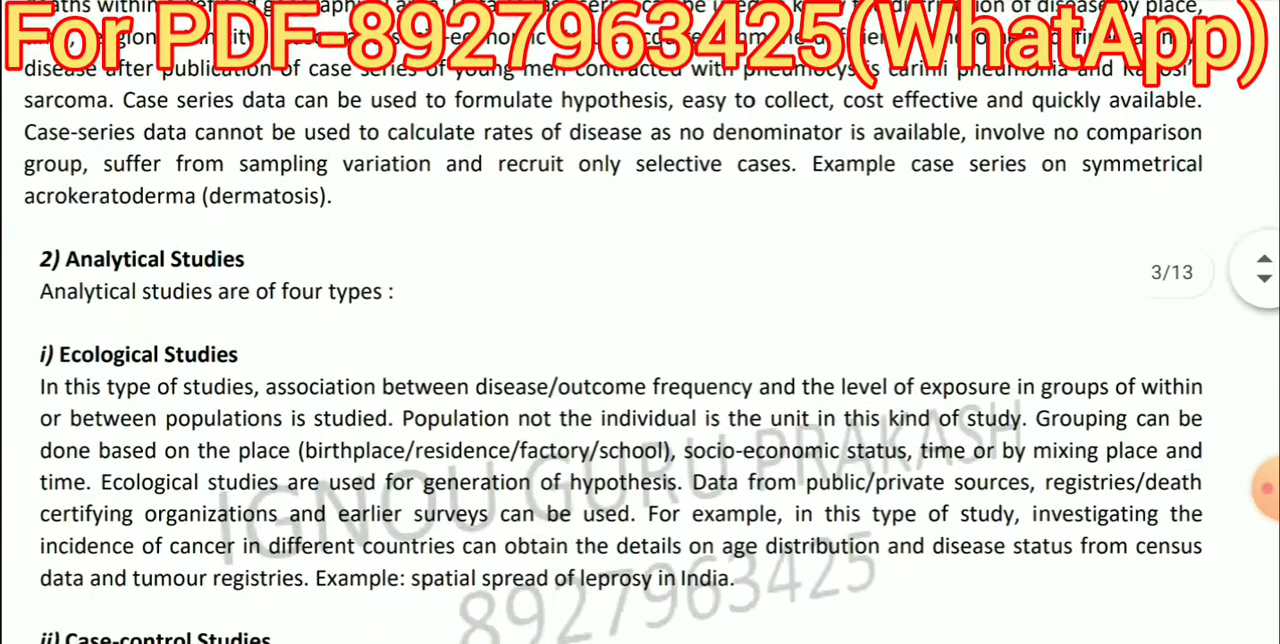 For PDF-8927963425(WhatsApp)
disease after publication of case series of young men contracted with pneumocystis carinii pneumonia and Kaposi's
sarcoma. Case series data can be used to formulate hypothesis, easy to collect, cost effective and quickly available.
Case-series data cannot be used to calculate rates of disease as no denominator is available, involve no comparison
group, suffer from sampling variation and recruit only selective cases. Example case series on symmetrical
acrokeratoderma (dermatosis).
2) Analytical Studies
Analytical studies are of four types :
3/13
i) Ecological Studies
In this type of studies, association between disease/outcome frequency and the level of exposure in groups of within
or between populations is studied. Population not the individual is the unit in this kind of study. Grouping can be
done based on the place (birthplace/residence/factory/school), socio-economic status, time or by mixing place and
time. Ecological studies are used for generation of hypothesis. Data from public/private sources, registries/death
certifying organizations and earlier surveys can be used. For example, in this type of study, investigating the
incidence of cancer in different countries can obtain the details on age distribution and disease status from census
data and tumour registries. Example: spatial spread of leprosy in India.
IGNOU GURU PRAKASH
8927963425
ii) Case-control Studies